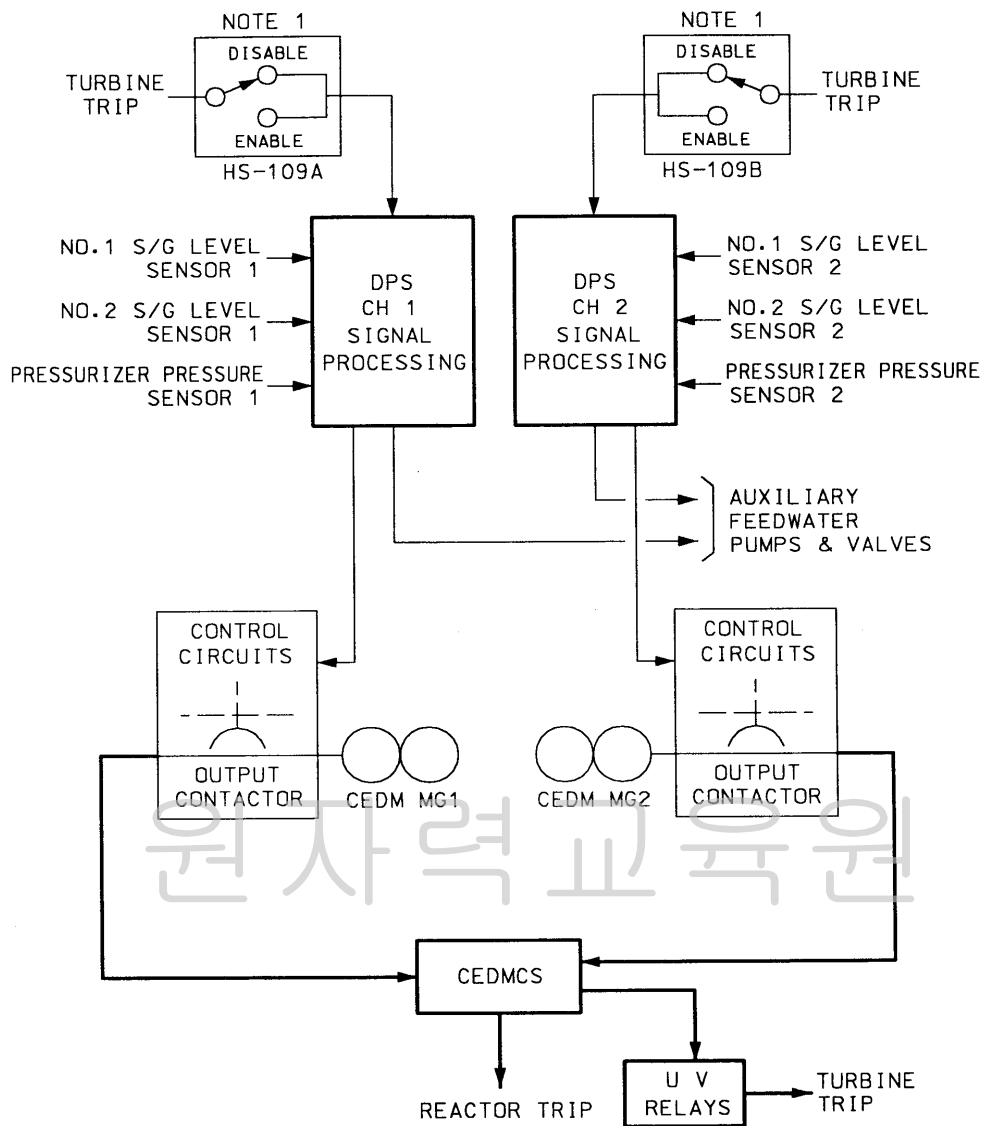 NOTE 1
DISABLE
TURBINE
TRIP
ENABLE
HS-109A
NOTE 1
DISABLE
TURBINE
TRIP
ENABLE
HS-109B
NO.1 S/G LEVEL
SENSOR 1
NO.2 S/G LEVEL
SENSOR 1
PRESSURIZER PRESSURE
SENSOR 1
DPS
CH 1
SIGNAL
PROCESSING
DPS
CH 2
SIGNAL
PROCESSING
NO.1 S/G LEVEL
SENSOR 2
NO.2 S/G LEVEL
SENSOR 2
PRESSURIZER PRESSURE
SENSOR 2
AUXILIARY
FEEDWATER
PUMPS & VALVES
CONTROL
CIRCUITS
OUTPUT
CONTACTOR
CEDM MG1
CEDM MG2
CONTROL
CIRCUITS
OUTPUT
CONTACTOR
원자력교육원
CEDMCS
REACTOR TRIP
U V
RELAYS
TURBINE
TRIP